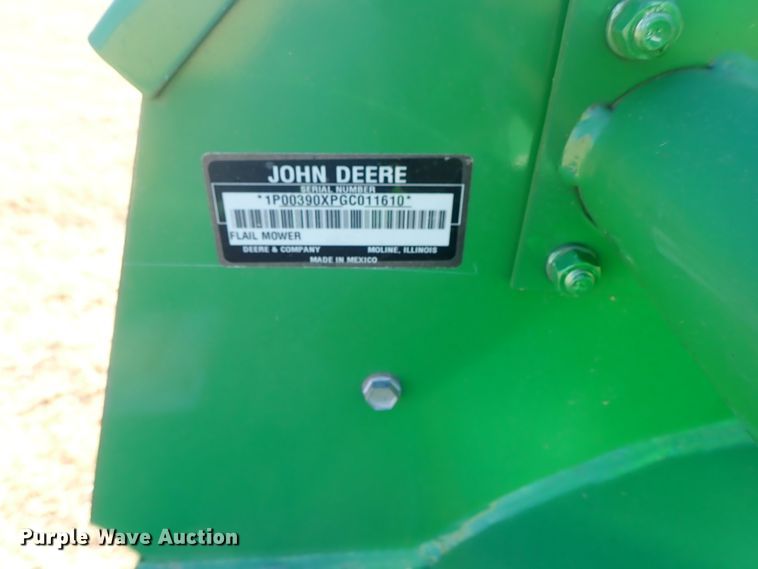 JOHN DEERE
SERIAL NUMBER
*1P00390XPGC011610*
FLAIL MOWER
DEERE & COMPANY MOLINE, ILLINOIS
MADE IN MEXICO
Purple Wave Auction